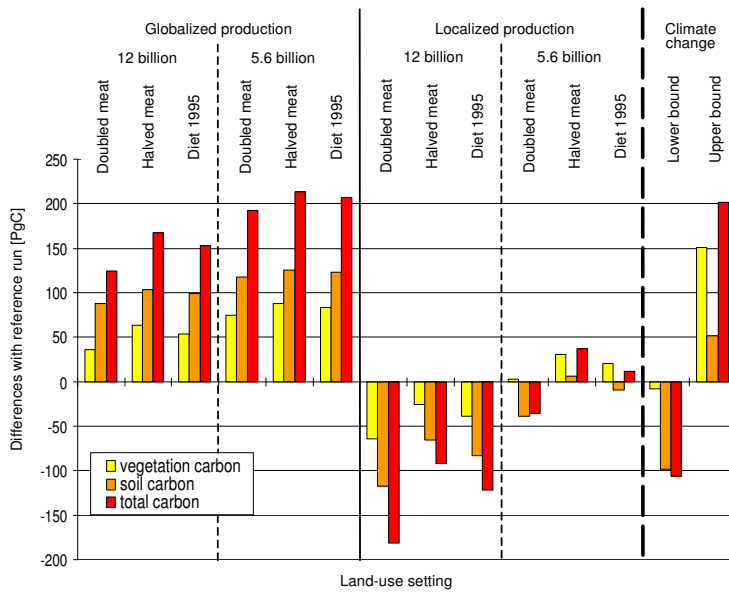 Globalized production
Localized production
Climate
change
12 billion
5.6 billion
12 billion
5.6 billion
Doubled meat
Halved meat
Diet 1995
Doubled meat
Halved meat
Diet 1995
Doubled meat
Halved meat
Diet 1995
Doubled meat
Halved meat
Diet 1995
Lower bound
Upper bound
Differences with reference run [PgC]
250
200
150
100
50
0
-50
-100
-150
-200
vegetation carbon
soil carbon
total carbon
Land-use setting